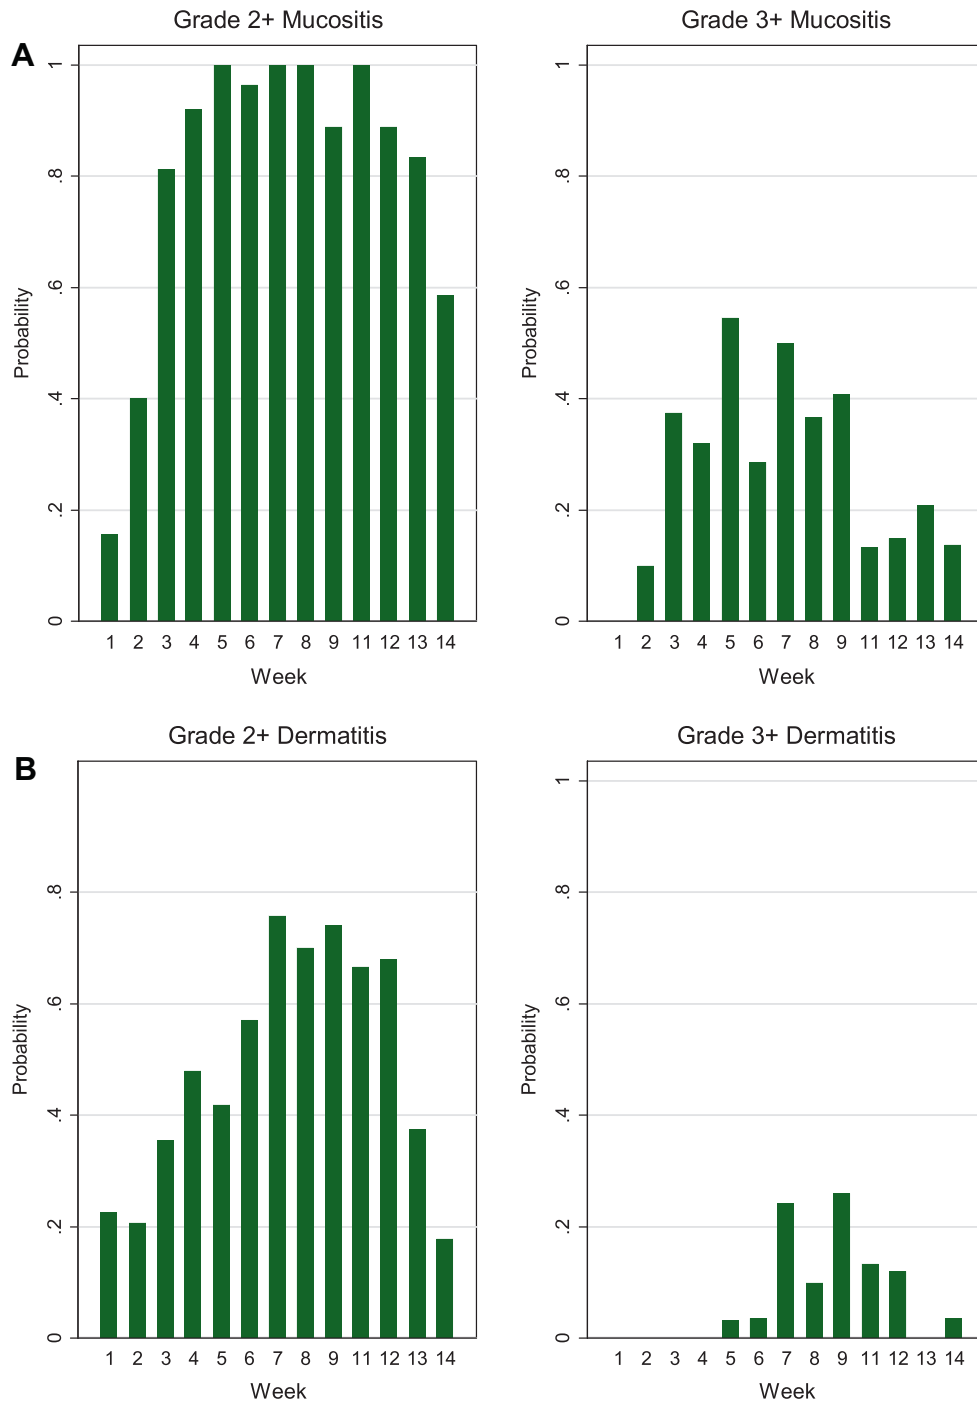 Grade 2+ Mucositis
Grade 3+ Mucositis
A
1
.8
.6
.4
.2
0
Probability
1 2 3 4 5 6 7 8 9 11 12 13 14
Week
1
.8
.6
.4
.2
0
Probability
1 2 3 4 5 6 7 8 9 11 12 13 14
Week
Grade 2+ Dermatitis
Grade 3+ Dermatitis
B
.8
.6
.4
.2
0
Probability
1 2 3 4 5 6 7 8 9 11 12 13 14
Week
1
.8
.6
.4
.2
0
Probability
1 2 3 4 5 6 7 8 9 11 12 13 14
Week